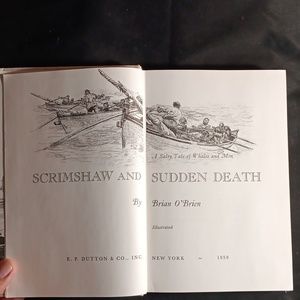 A Salty Tale of Whales and Men
SCRIMSHAW AND SUDDEN DEATH
By Brian O'Brien
Illustrated
E. P. DUTTON & CO., INC. NEW YORK ~ 1959